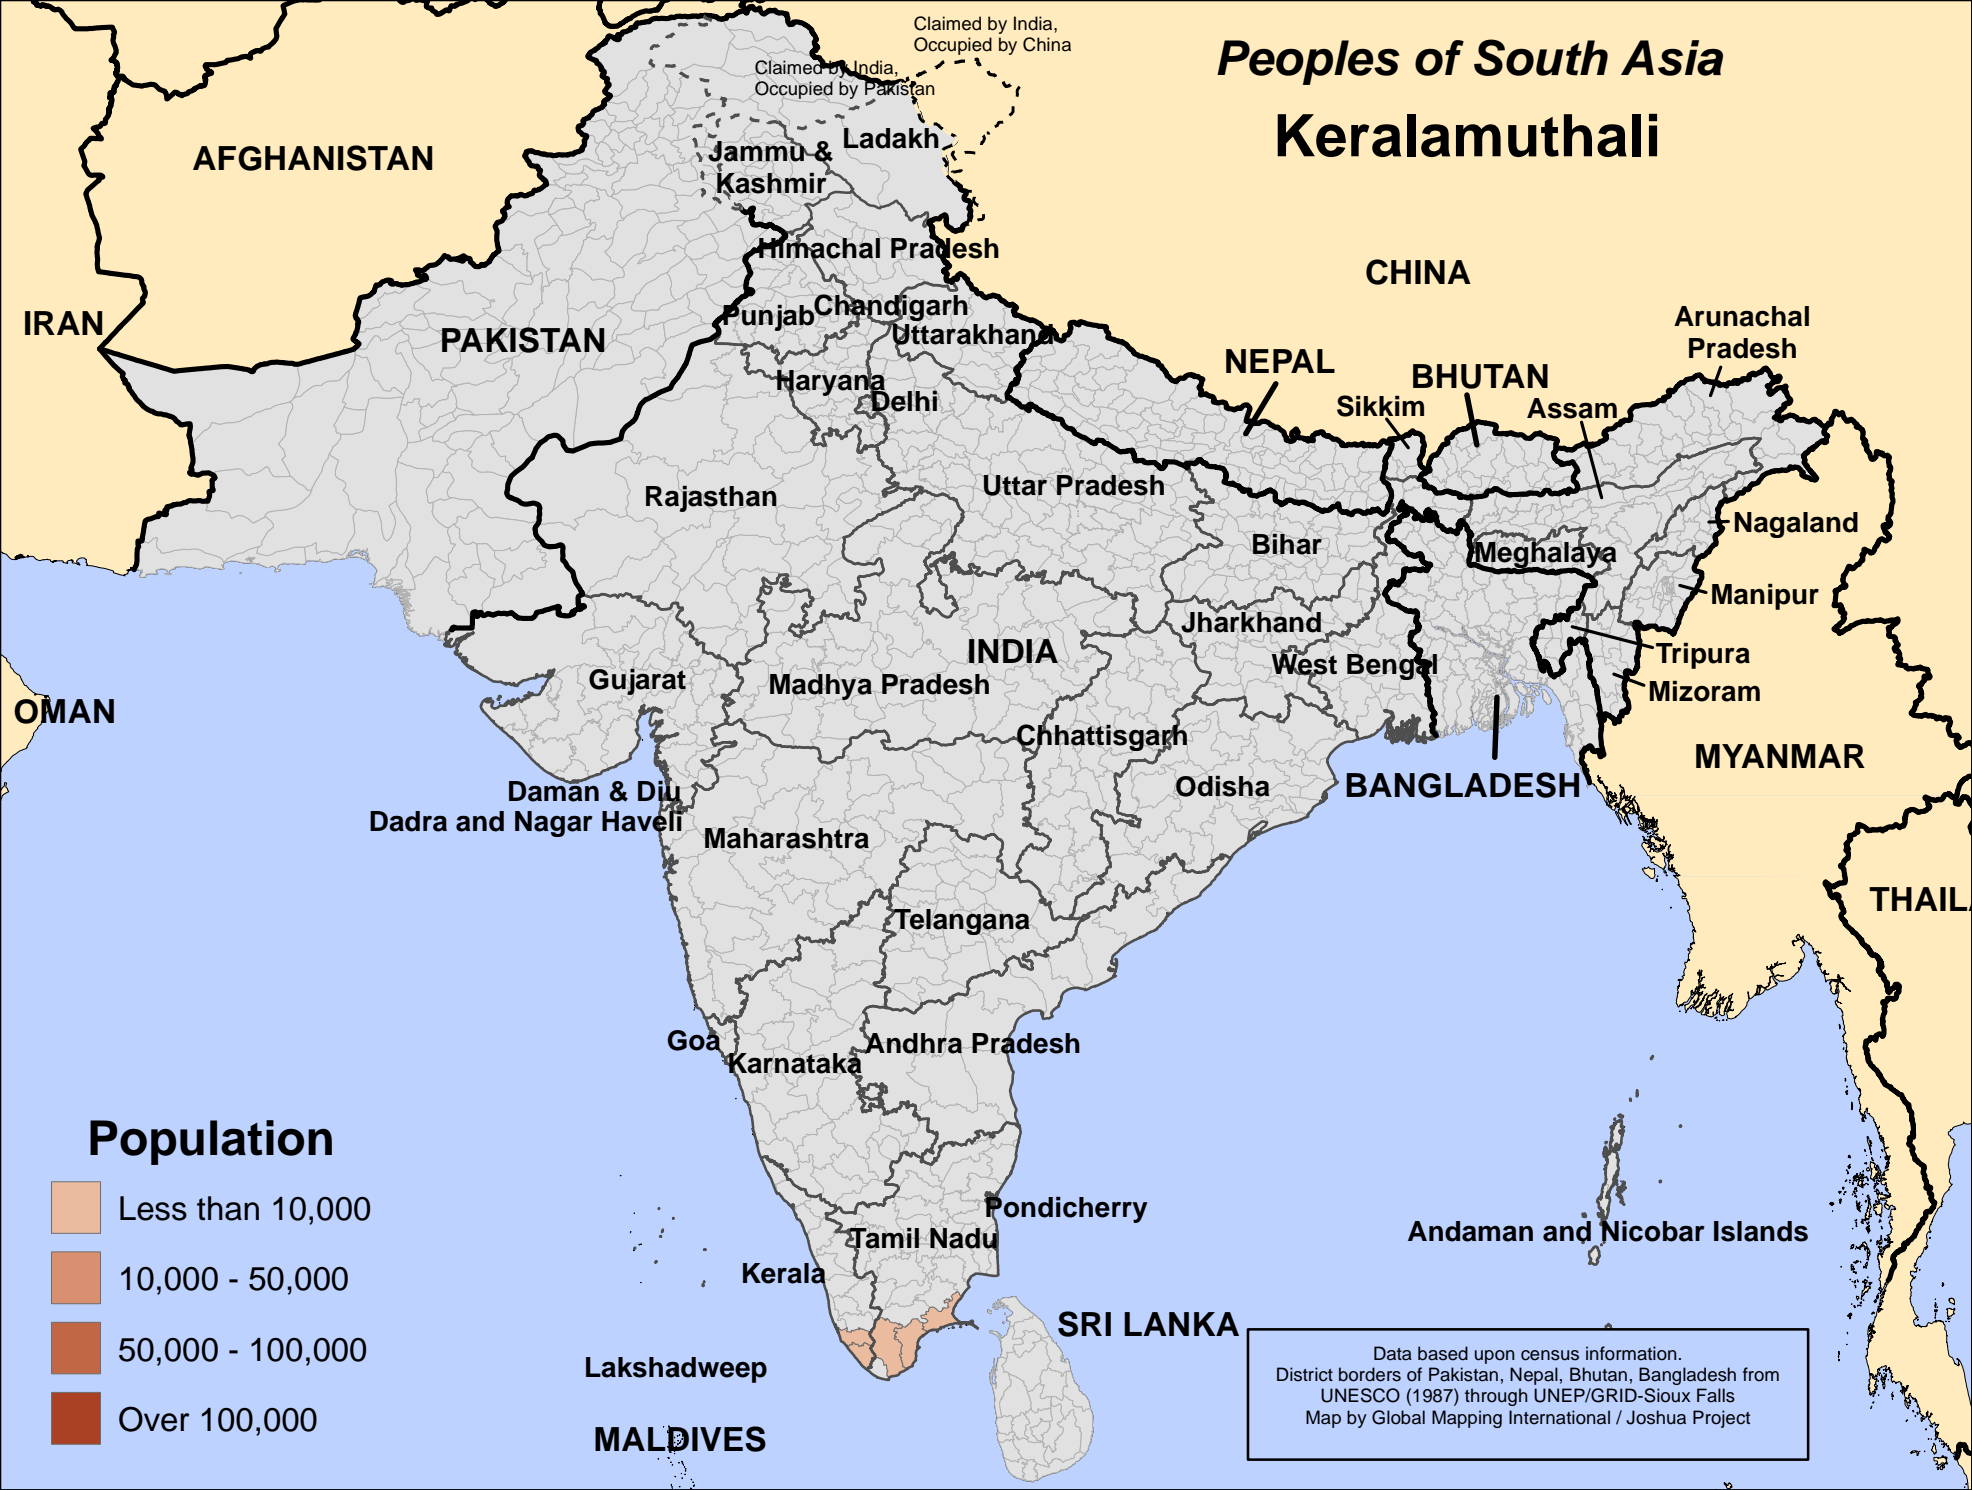 Claimed by India,
Occupied by China
Peoples of South Asia
Keralamuthali
Claimed by India,
Occupied by Pakistan
Ladakh
Jammu &
Kashmir
AFGHANISTAN
Himachal Pradesh
CHINA
IRAN
PAKISTAN
Punjab
Chandigarh
Uttarakhand
Arunachal
Pradesh
NEPAL
BHUTAN
Haryana
Delhi
Sikkim
Assam
Rajasthan
Uttar Pradesh
Bihar
Nagaland
Meghalaya
Manipur
Jharkhand
INDIA
West Bengal
Tripura
Mizoram
Gujarat
Madhya Pradesh
OMAN
Chhattisgarh
MYANMAR
Odisha
BANGLADESH
Daman & Diu
Dadra and Nagar Haveli
Maharashtra
THAILA
Telangana
Goa
Karnataka
Andhra Pradesh
Population
Less than 10,000
10,000 - 50,000
50,000 - 100,000
Over 100,000
Pondicherry
Tamil Nadu
Kerala
Andaman and Nicobar Islands
SRI LANKA
Lakshadweep
MALDIVES
Data based upon census information.
District borders of Pakistan, Nepal, Bhutan, Bangladesh from
UNESCO (1987) through UNEP/GRID-Sioux Falls
Map by Global Mapping International / Joshua Project